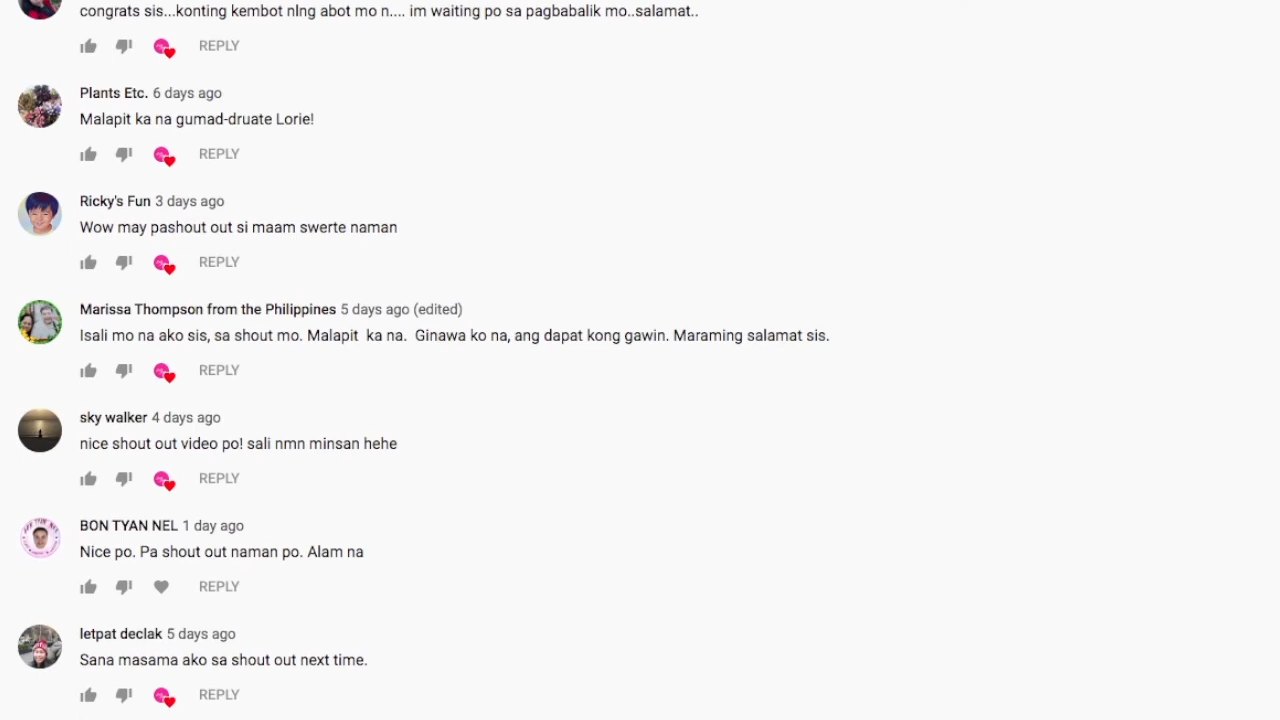 congrats sis...konting kembot nlng abot mo n.... im waiting po sa pagbabalik mo..salamat..
REPLY
Plants Etc. 6 days ago
Malapit ka na gumad-druate Lorie!
REPLY
Ricky's Fun 3 days ago
Wow may pashout out si maam swerte naman
REPLY
Marissa Thompson from the Philippines 5 days ago (edited)
Isali mo na ako sis, sa shout mo. Malapit  ka na.  Ginawa ko na, ang dapat kong gawin. Maraming salamat sis.
REPLY
sky walker 4 days ago
nice shout out video po! sali nmn minsan hehe
REPLY
BON TYAN NEL 1 day ago
Nice po. Pa shout out naman po. Alam na
REPLY
letpat declak 5 days ago
Sana masama ako sa shout out next time.
REPLY